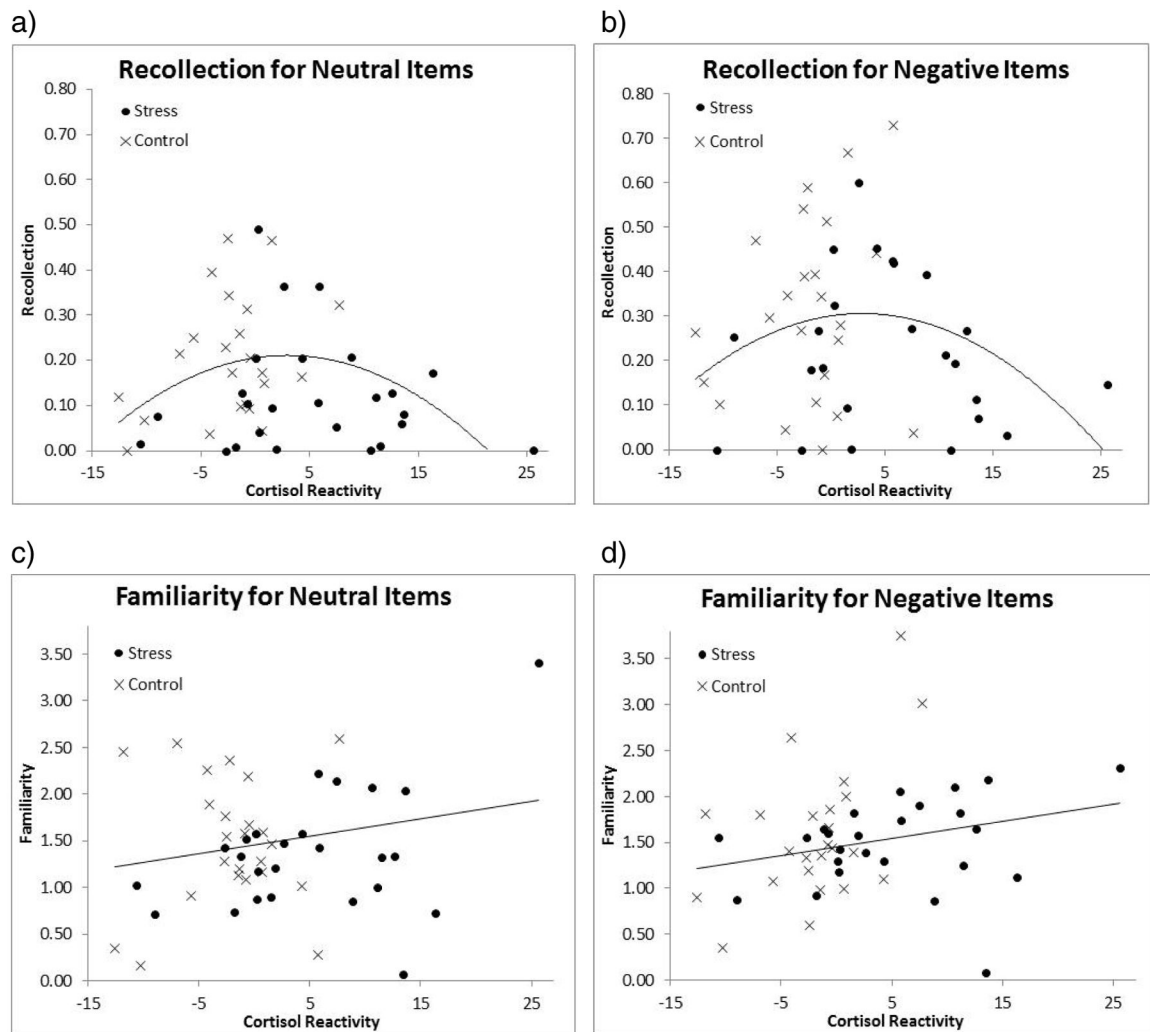 a)
Recollection for Neutral Items
0.80
Stress
0.70
Control
0.60
0.50
0.40
0.30
0.20
0.10
0.00
Recollection
-15 -5 5 15 25
Cortisol Reactivity
b)
Recollection for Negative Items
0.80
Stress
0.70
Control
0.60
0.50
0.40
0.30
0.20
0.10
0.00
Recollection
-15 -5 5 15 25
Cortisol Reactivity
c)
Familiarity for Neutral Items
3.50
Stress
Control
3.00
2.50
2.00
1.50
1.00
0.50
0.00
Familiarity
-15 -5 5 15 25
Cortisol Reactivity
d)
Familiarity for Negative Items
3.50
Stress
Control
3.00
2.50
2.00
1.50
1.00
0.50
0.00
Familiarity
-15 -5 5 15 25
Cortisol Reactivity